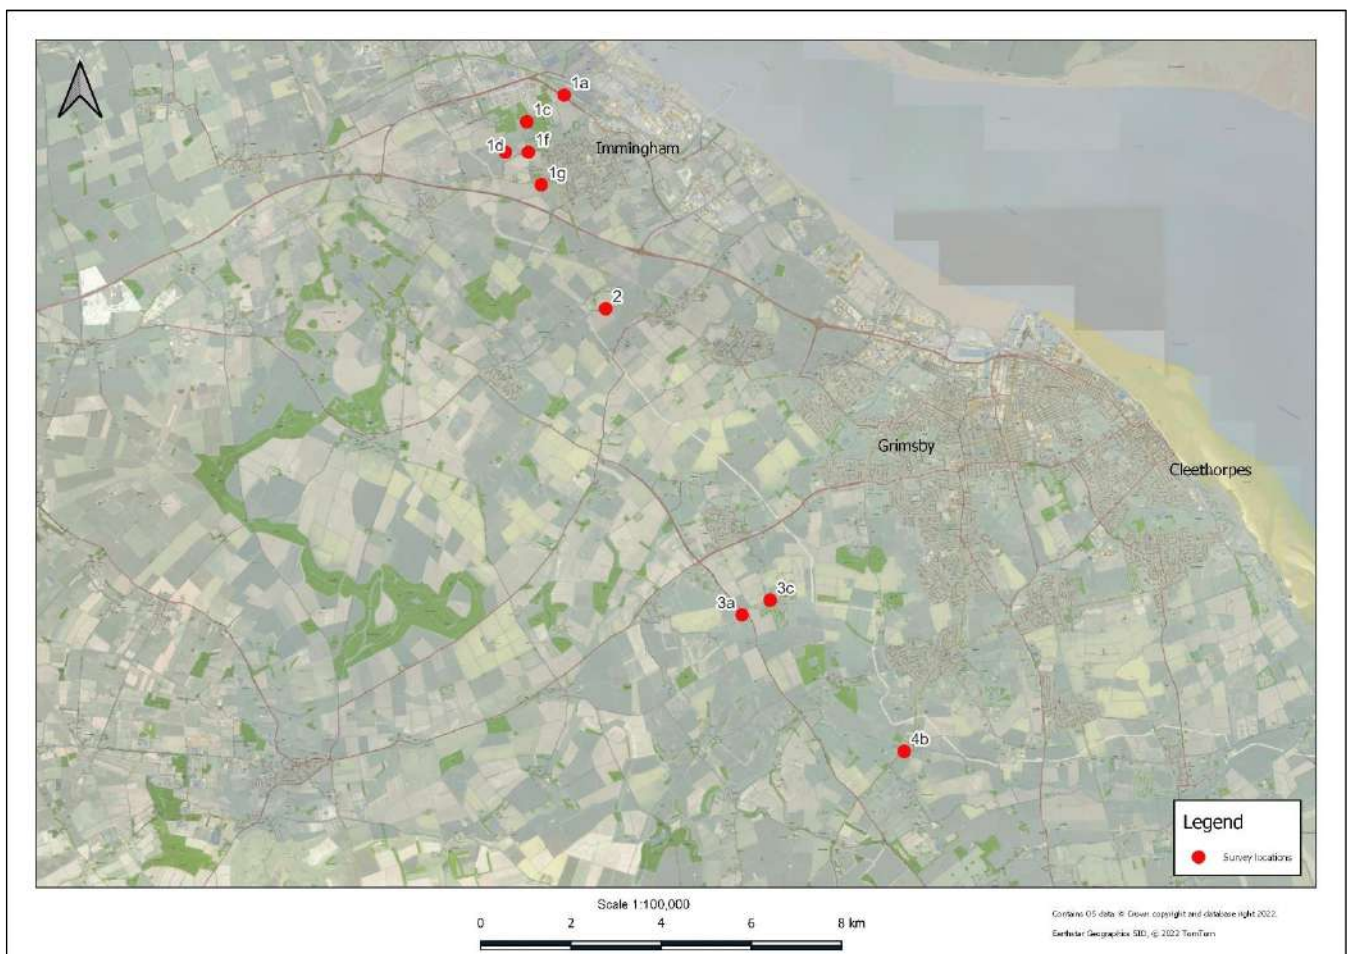 1a
1c
1d
1f
Immingham
1g
2
Grimsby
Cleethorpes
3c
3a
4b
Legend
Survey locations
Scale 1:100,000
0 2 4 6 8 km
Contains OS data © Crown copyright and database right 2022.
Earthstar Geographics SIO, © 2022 TomTom